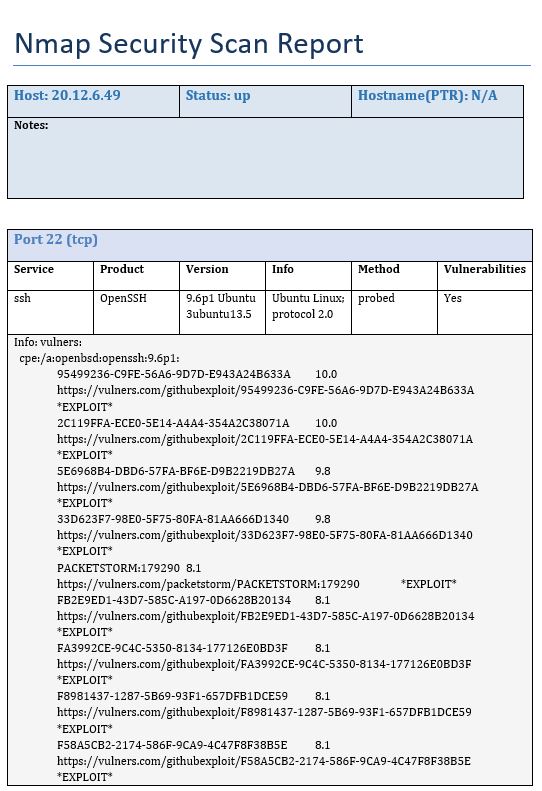 Nmap Security Scan Report
Host: 20.12.6.49 Status: up Hostname(PTR): N/A
Notes:
Port 22 (tcp)
Service Product Version Info Method Vulnerabilities
ssh OpenSSH 9.6p1 Ubuntu Ubuntu Linux; probed Yes
3ubuntu13.5 protocol 2.0
Info: vulners:
cpe:/a:openbsd:openssh:9.6p1:
95499236-C9FE-56A6-9D7D-E943A24B633A 10.0
https://vulners.com/githubexploit/95499236-C9FE-56A6-9D7D-E943A24B633A
*EXPLOIT*
2C119FFA-ECE0-5E14-A4A4-354A2C38071A 10.0
https://vulners.com/githubexploit/2C119FFA-ECE0-5E14-A4A4-354A2C38071A
*EXPLOIT*
5E6968B4-DBD6-57FA-BF6E-D9B2219DB27A 9.8
https://vulners.com/githubexploit/5E6968B4-DBD6-57FA-BF6E-D9B2219DB27A
*EXPLOIT*
33D623F7-98E0-5F75-80FA-81AA666D1340 9.8
https://vulners.com/githubexploit/33D623F7-98E0-5F75-80FA-81AA666D1340
*EXPLOIT*
PACKETSTORM:179290 8.1
https://vulners.com/packetstorm/PACKETSTORM:179290 *EXPLOIT*
FB2E9ED1-43D7-585C-A197-0D6628B20134 8.1
https://vulners.com/githubexploit/FB2E9ED1-43D7-585C-A197-0D6628B20134
*EXPLOIT*
FA3992CE-9C4C-5350-8134-177126E0BD3F 8.1
https://vulners.com/githubexploit/FA3992CE-9C4C-5350-8134-177126E0BD3F
*EXPLOIT*
F8981437-1287-5B69-93F1-657DFB1DCE59 8.1
https://vulners.com/githubexploit/F8981437-1287-5B69-93F1-657DFB1DCE59
*EXPLOIT*
F58A5CB2-2174-586F-9CA9-4C47F8F38B5E 8.1
https://vulners.com/githubexploit/F58A5CB2-2174-586F-9CA9-4C47F8F38B5E
*EXPLOIT*